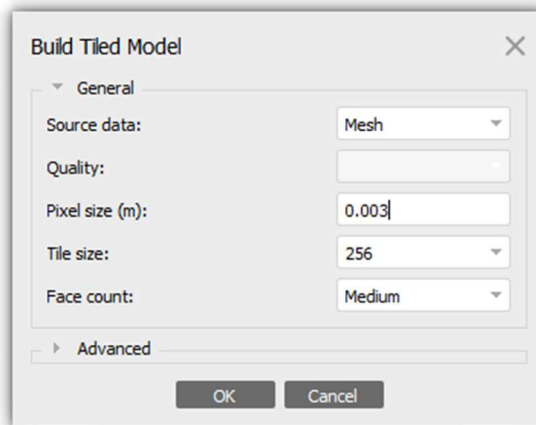 Build Tiled Model
General
Source data: Mesh
Quality:
Pixel size (m): 0.003
Tile size: 256
Face count: Medium
Advanced
OK Cancel